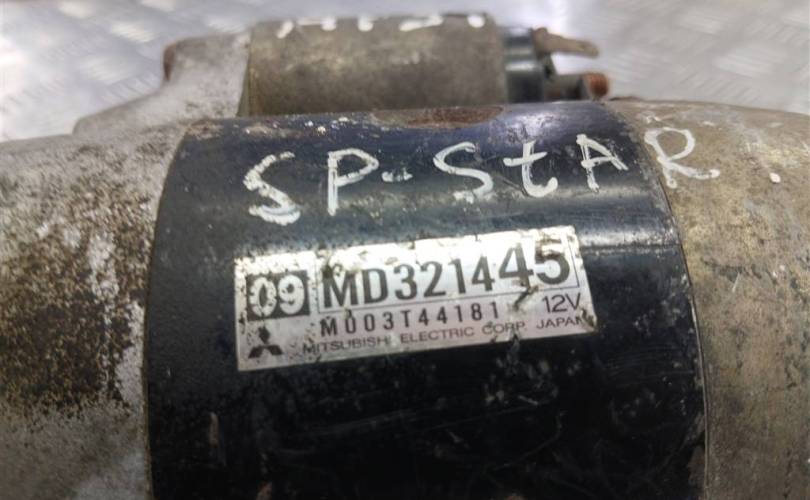 SP-StAR
09 MD321445
M003T44181 12V
MITSUBISHI ELECTRIC CORP. JAPAN